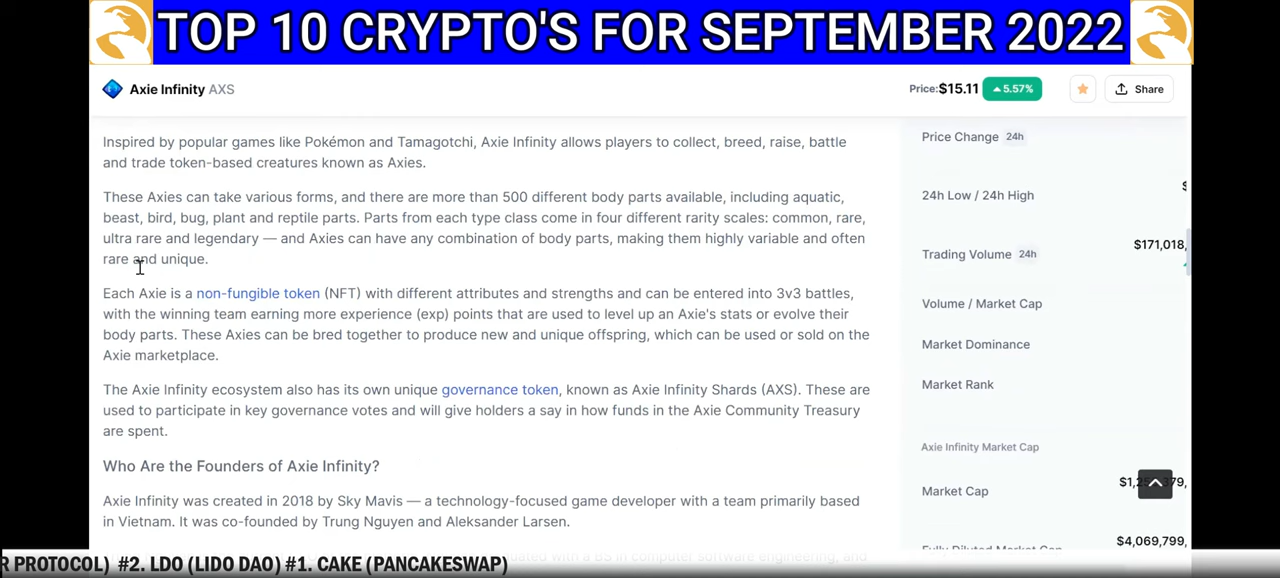 TOP 10 CRYPTO'S FOR SEPTEMBER 2022
Axie Infinity AXS
Price:$15.11 5.57%
Share
Inspired by popular games like Pokémon and Tamagotchi, Axie Infinity allows players to collect, breed, raise, battle
and trade token-based creatures known as Axies.
These Axies can take various forms, and there are more than 500 different body parts available, including aquatic,
beast, bird, bug, plant and reptile parts. Parts from each type class come in four different rarity scales: common, rare,
ultra rare and legendary — and Axies can have any combination of body parts, making them highly variable and often
rare and unique.
Each Axie is a non-fungible token (NFT) with different attributes and strengths and can be entered into 3v3 battles,
with the winning team earning more experience (exp) points that are used to level up an Axie's stats or evolve their
body parts. These Axies can be bred together to produce new and unique offspring, which can be used or sold on the
Axie marketplace.
The Axie Infinity ecosystem also has its own unique governance token, known as Axie Infinity Shards (AXS). These are
used to participate in key governance votes and will give holders a say in how funds in the Axie Community Treasury
are spent.
Who Are the Founders of Axie Infinity?
Axie Infinity was created in 2018 by Sky Mavis — a technology-focused game developer with a team primarily based
in Vietnam. It was co-founded by Trung Nguyen and Aleksander Larsen.
Price Change 24h
24h Low / 24h High
$
Trading Volume 24h
$171,018,
Volume / Market Cap
Market Dominance
Market Rank
Axie Infinity Market Cap
Market Cap
Fully Diluted Market Cap
$4,069,799,
R PROTOCOL) #2. LDO (LIDO DAO) #1. CAKE (PANCAKESWAP)